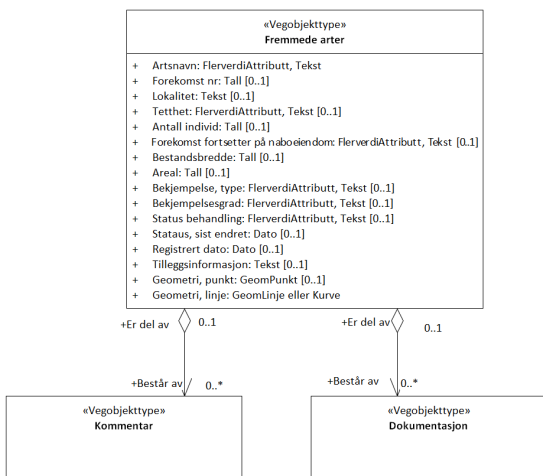 «Vegobjekttype»
Fremmede arter
+ Artsnavn: FlerverdiAttributt, Tekst
+ Forekomst nr: Tall [0..1]
+ Lokalitet: Tekst [0..1]
+ Tetthet: FlerverdiAttributt, Tekst [0..1]
+ Antall individ: Tall [0..1]
+ Forekomst fortsetter på naboeiendom: FlerverdiAttributt, Tekst [0..1]
+ Bestandsbredde: Tall [0..1]
+ Areal: Tall [0..1]
+ Bekjempelse, type: FlerverdiAttributt, Tekst [0..1]
+ Bekjempelsesgrad: FlerverdiAttributt, Tekst [0..1]
+ Status behandling: FlerverdiAttributt, Tekst [0..1]
+ Stataus, sist endret: Dato [0..1]
+ Registrert dato: Dato [0..1]
+ Tilleggsinformasjon: Tekst [0..1]
+ Geometri, punkt: GeomPunkt [0..1]
+ Geometri, linje: GeomLinje eller Kurve
+Er del av 0..1 +Er del av 0..1
+Består av 0..* +Består av 0..*
«Vegobjekttype» «Vegobjekttype»
Kommentar Dokumentasjon